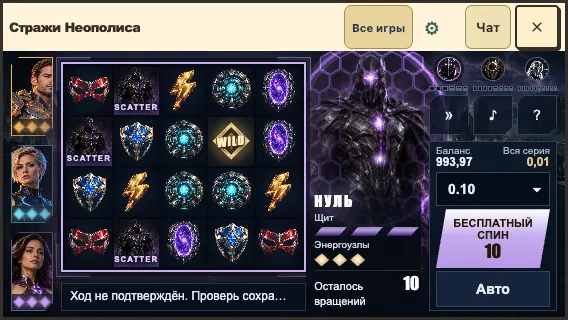 Стражи Неополиса
Все игры
Чат
×
SCATTER
SCATTER
WILD
SCATTER
НУЛЬ
Щит
Энергоузлы
Осталось
вращений
10
»
♪
?
Баланс
993,97
Вся серия
0,01
0.10
БЕСПЛАТНЫЙ
СПИН
10
Авто
Ход не подтверждён. Проверь сохра...